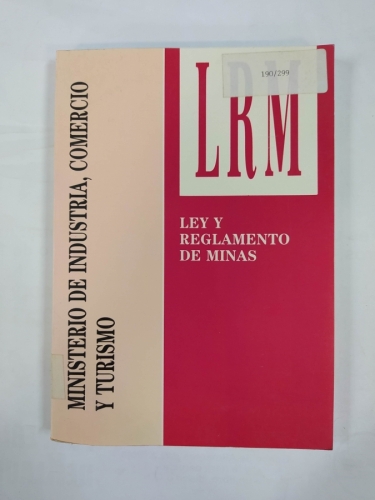 190/299
LRM
LEY Y
REGLAMENTO
DE MINAS
MINISTERIO DE INDUSTRIA, COMERCIO
Y TURISMO